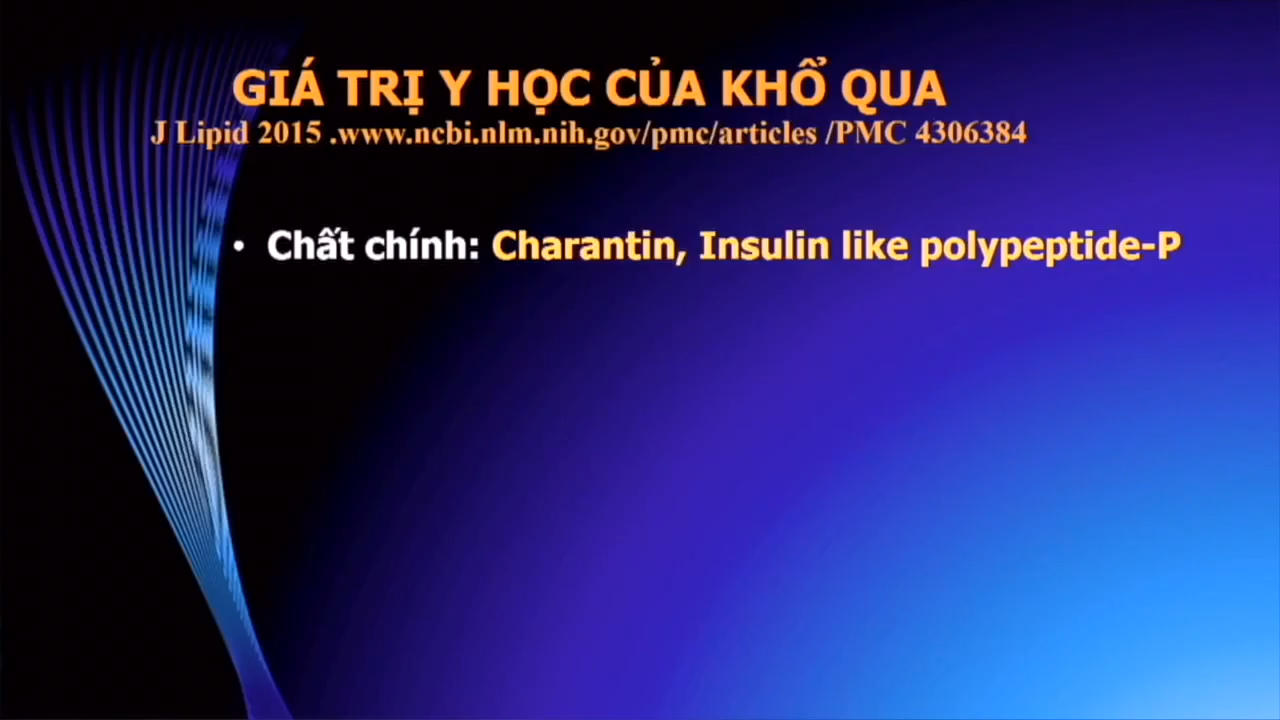 GIÁ TRỊ Y HỌC CỦA KHỔ QUA
J Lipid 2015 .www.ncbi.nlm.nih.gov/pmc/articles /PMC 4306384
• Chất chính: Charantin, Insulin like polypeptide-P